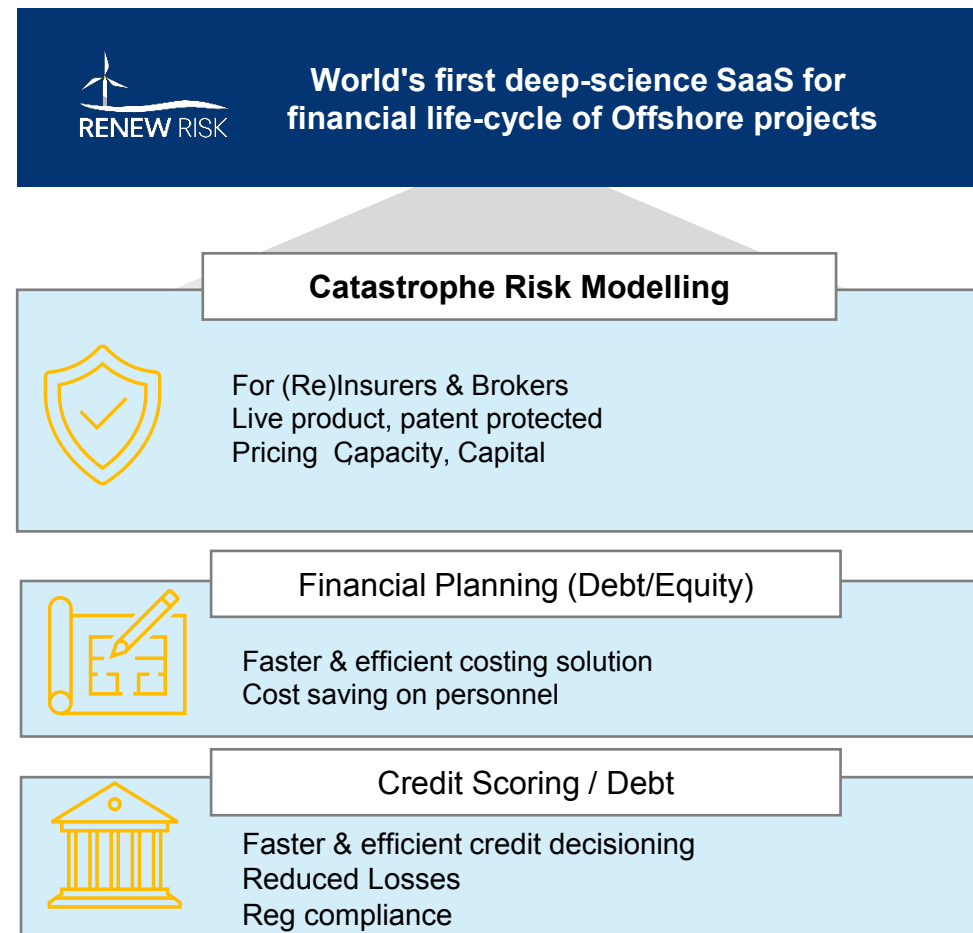 RENEW RISK
World's first deep-science SaaS for
financial life-cycle of Offshore projects
Catastrophe Risk Modelling
For (Re)Insurers & Brokers
Live product, patent protected
Pricing , Capacity, Capital
Financial Planning (Debt/Equity)
Faster & efficient costing solution
Cost saving on personnel
Credit Scoring / Debt
Faster & efficient credit decisioning
Reduced Losses
Reg compliance